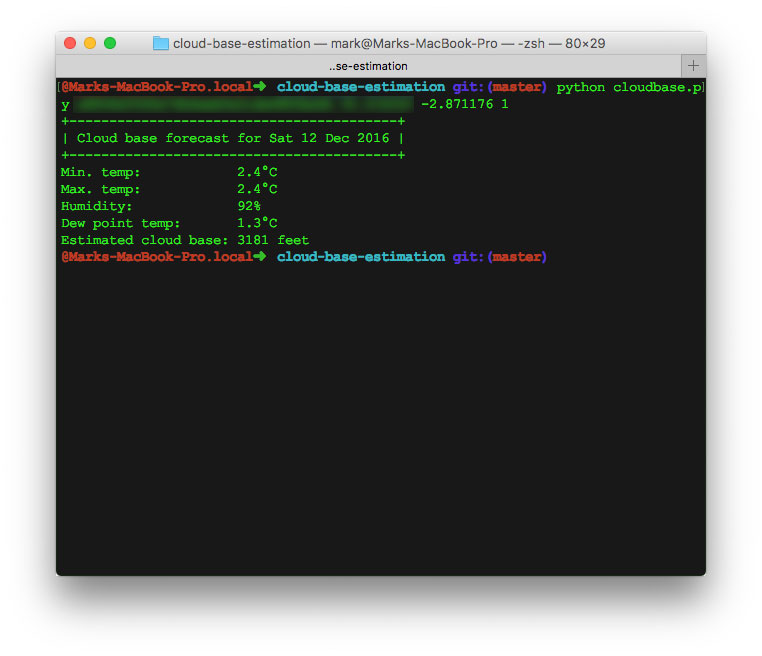 cloud-base-estimation — mark@Marks-MacBook-Pro — -zsh — 80×29
..se-estimation
[@Marks-MacBook-Pro.local➜ cloud-base-estimation git:(master) python cloudbase.p]
y -2.871176 1
+-----------------------------------------+
| Cloud base forecast for Sat 12 Dec 2016 |
+-----------------------------------------+
Min. temp: 2.4°C
Max. temp: 2.4°C
Humidity: 92%
Dew point temp: 1.3°C
Estimated cloud base: 3181 feet
@Marks-MacBook-Pro.local➜ cloud-base-estimation git:(master)